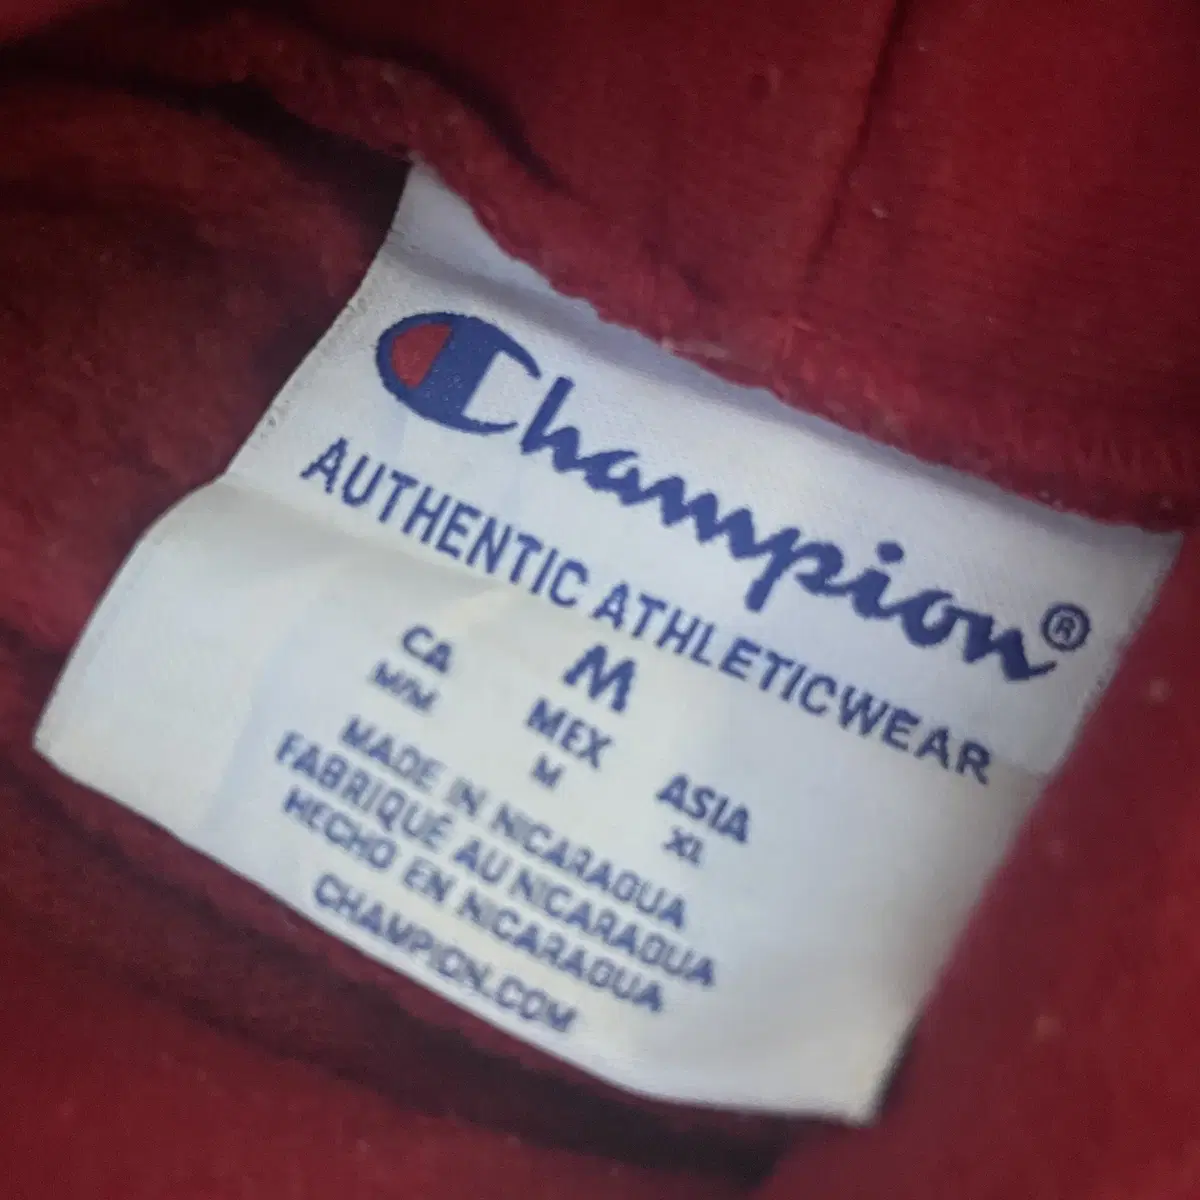 Champion®
AUTHENTIC ATHLETICWEAR
M
CA MEX ASIA
M/M M XL
MADE IN NICARAGUA
FABRIQUÉ AU NICARAGUA
HECHO EN NICARAGUA
CHAMPION.COM